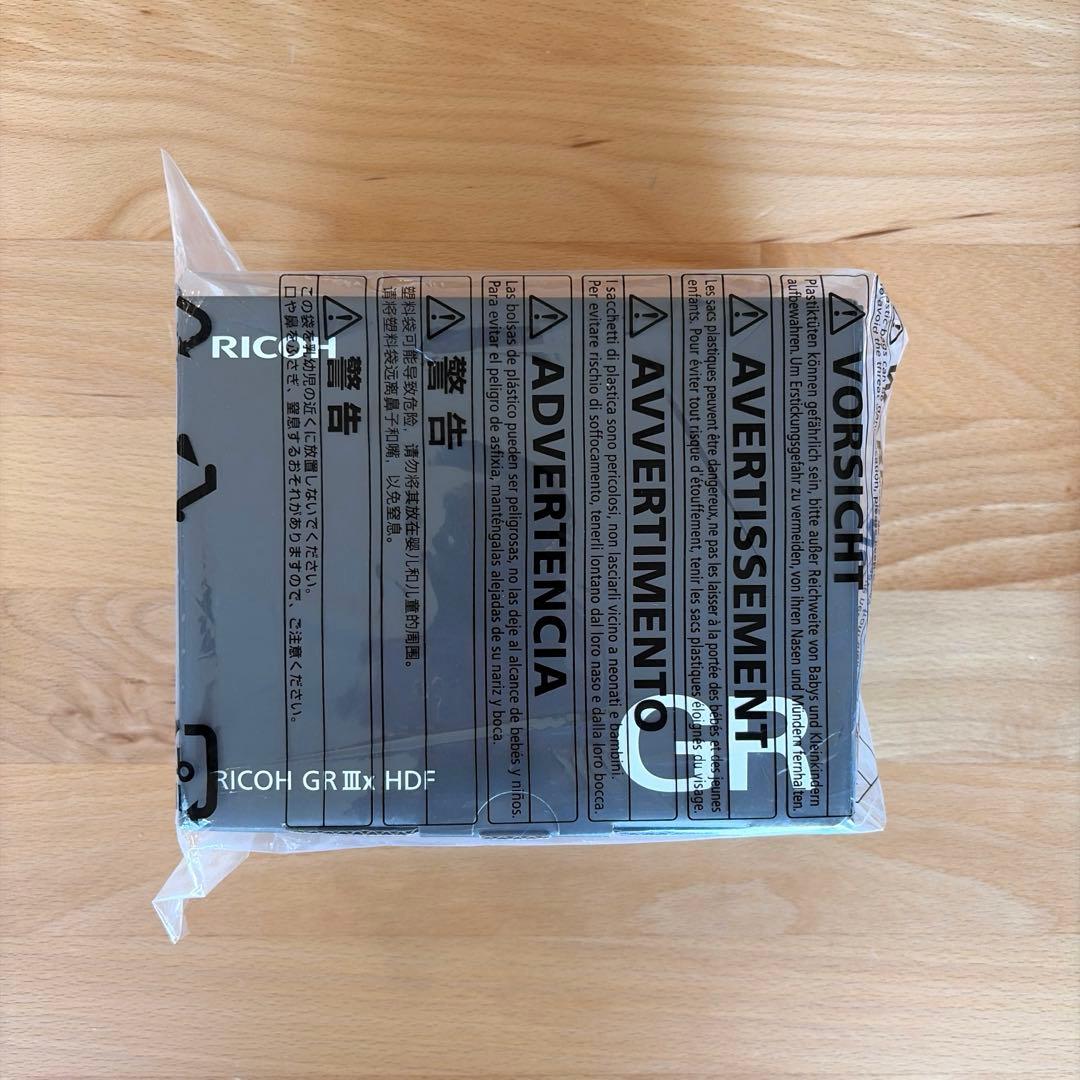 RICOH
GR
RICOH GR IIIx HDF
VORSICHT
Plastiktüten können gefährlich sein, bitte außer Reichweite von Babys und Kleinkindern
aufbewahren. Um Erstickungsgefahr zu vermeiden, von ihren Nasen und Mündern fernhalten.
AVERTISSEMENT
Les sacs plastiques peuvent être dangereux, ne pas les laisser à la portée des bébés et des jeunes
enfants. Pour éviter tout risque d'étouffement, tenir les sacs plastiques éloignés du visage.
AVVERTIMENTO
I sacchetti di plastica sono pericolosi, non lasciarli vicino a neonati e bambini.
Per evitare rischio di soffocamento, tenerli lontano dal loro naso e dalla loro bocca.
ADVERTENCIA
Las bolsas de plástico pueden ser peligrosas, no las deje al alcance de bebés y niños.
Para evitar el peligro de asfixia, manténgalas alejadas de su nariz y boca.
警告
塑料袋可能导致危险，请勿将其放在婴儿和儿童的周围。
请将塑料袋远离鼻子和嘴，以免窒息。
警告
この袋を乳幼児の近くに放置しないでください。
口や鼻をふさぎ、窒息するおそれがありますので、ご注意ください。